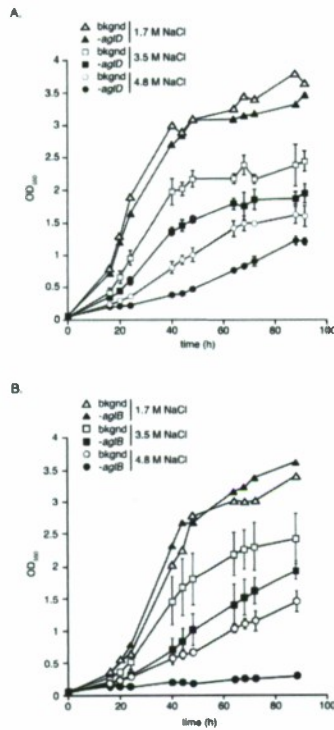 A.
bkgnd
-aglD
1.7 M NaCl
bkgnd
-aglD
3.5 M NaCl
bkgnd
-aglD
4.8 M NaCl
4
3.5
3
2.5
2
1.5
1
0.5
0
OD
0 20 40 60 80 100
time (h)
B.
bkgnd
-aglB
1.7 M NaCl
bkgnd
-aglB
3.5 M NaCl
bkgnd
-aglB
4.8 M NaCl
4
3.5
3
2.5
2
1.5
1
0.5
0
OD
0 20 40 60 80 100
time (h)